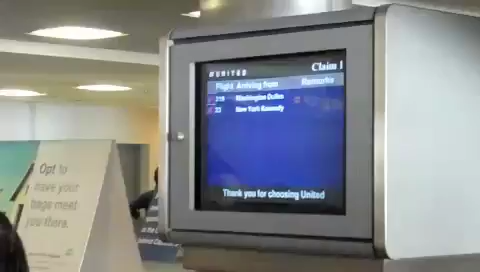 UNITED
Claim
Flight Arriving from Remarks
Washington Dulles
33 New York Kennedy
Thank you for choosing United
Opt to
have your
bags meet
you there.